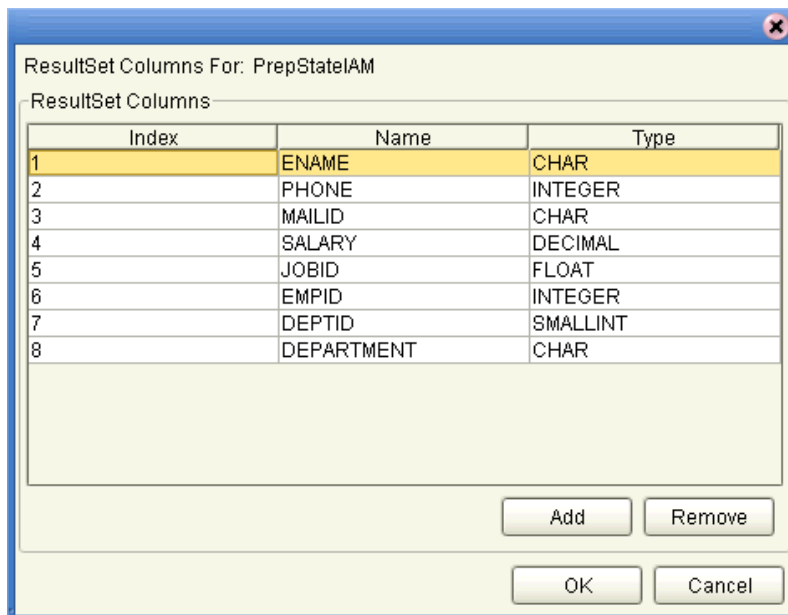 ResultSet Columns For: PrepStateIAM
ResultSet Columns
Index Name Type
1 ENAME CHAR
2 PHONE INTEGER
3 MAILID CHAR
4 SALARY DECIMAL
5 JOBID FLOAT
6 EMPID INTEGER
7 DEPTID SMALLINT
8 DEPARTMENT CHAR
Add Remove
OK Cancel